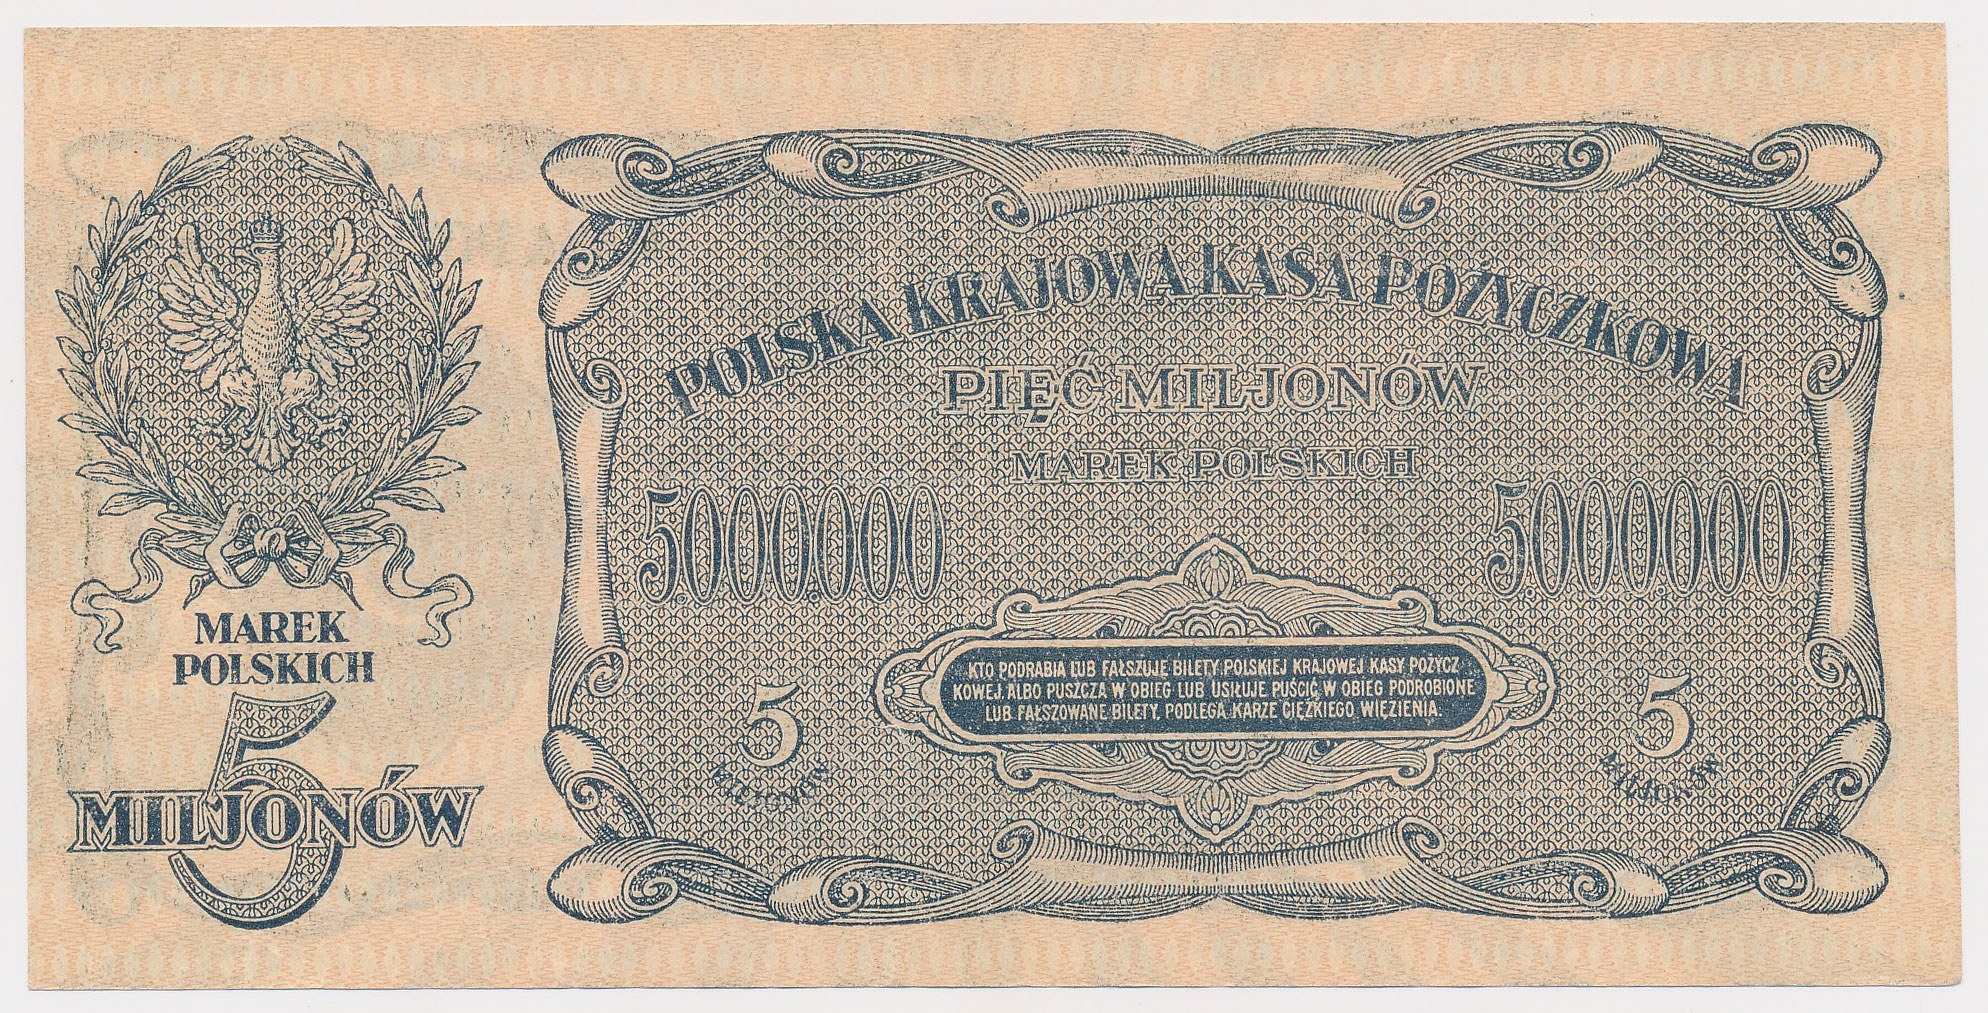 MAREK
POLSKICH
5
MILJONÓW
POLSKA KRAJOWA KASA POŻYCZKOWA
PIĘĆ MILJONÓW
MAREK POLSKICH
5.000.000
5.000.000
KTO PODRABIA LUB FAŁSZUJE BILETY POLSKIEJ KRAJOWEJ KASY POŻYCZ
KOWEJ, ALBO PUSZCZA W OBIEG LUB USIŁUJE PUŚCIĆ W OBIEG PODROBIONE
LUB FAŁSZOWANE BILETY, PODLEGA KARZE CIĘŻKIEGO WIĘZIENIA.
5
MILJONÓW
5
MILJONÓW